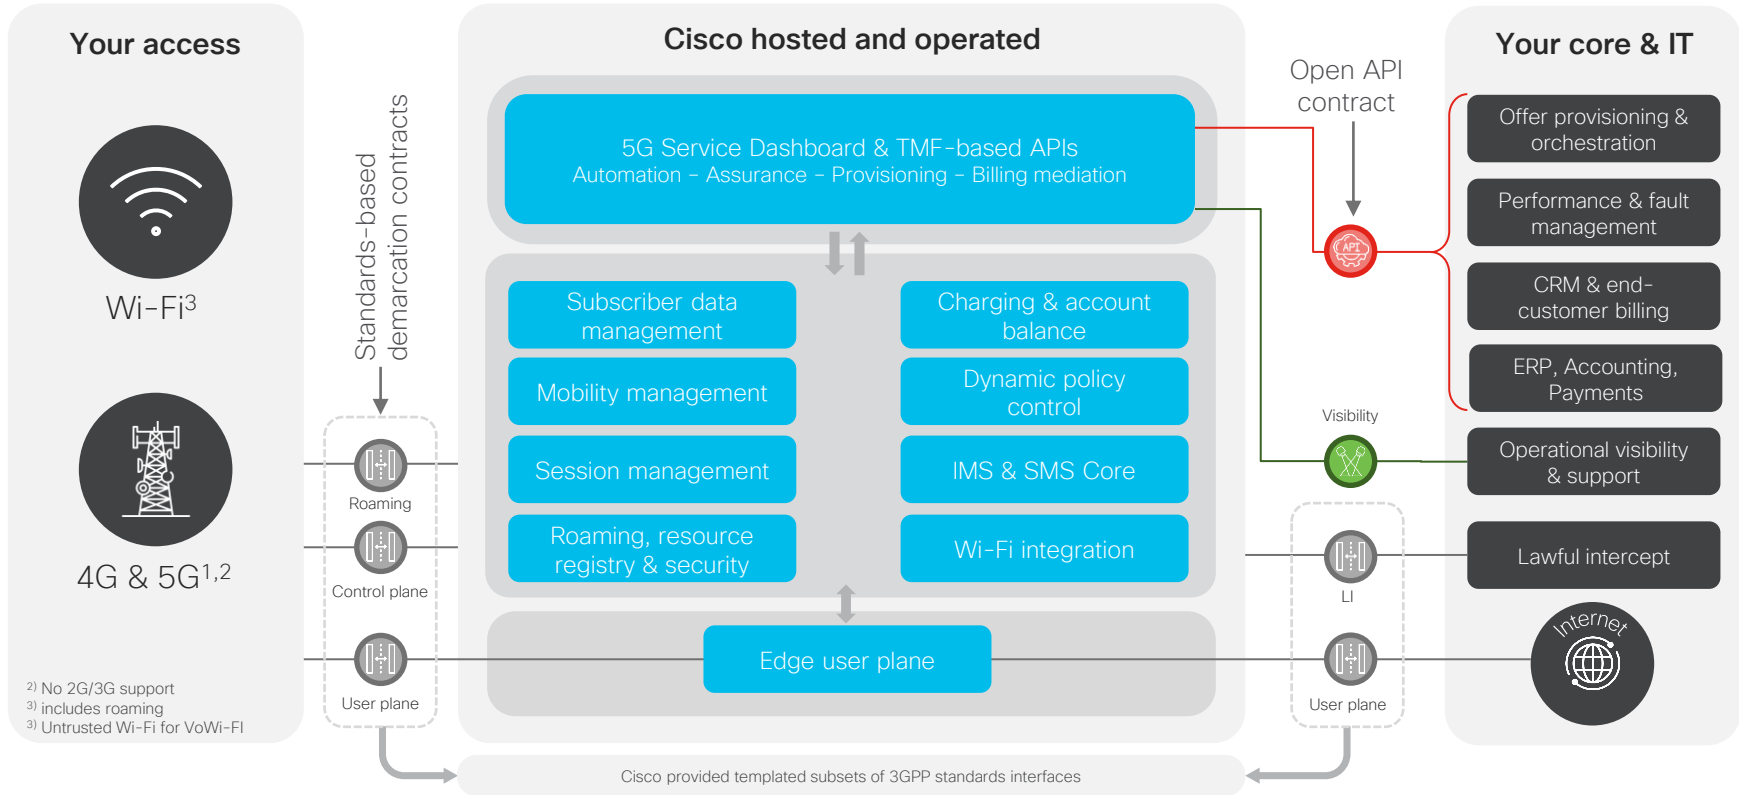 Your access
Wi-Fi3
4G & 5G1,2
2) No 2G/3G support
3) includes roaming
3) Untrusted Wi-Fi for VoWi-FI
Standards-based
demarcation contracts
Roaming
Control plane
User plane
Cisco hosted and operated
5G Service Dashboard & TMF-based APIs
Automation - Assurance - Provisioning - Billing mediation
Subscriber data
management
Charging & account
balance
Mobility management
Dynamic policy
control
Session management
IMS & SMS Core
Roaming, resource
registry & security
Wi-Fi integration
Edge user plane
Open API
contract
API
Visibility
LI
User plane
Your core & IT
Offer provisioning &
orchestration
Performance & fault
management
CRM & end-
customer billing
ERP, Accounting,
Payments
Operational visibility
& support
Lawful intercept
Internet
Cisco provided templated subsets of 3GPP standards interfaces